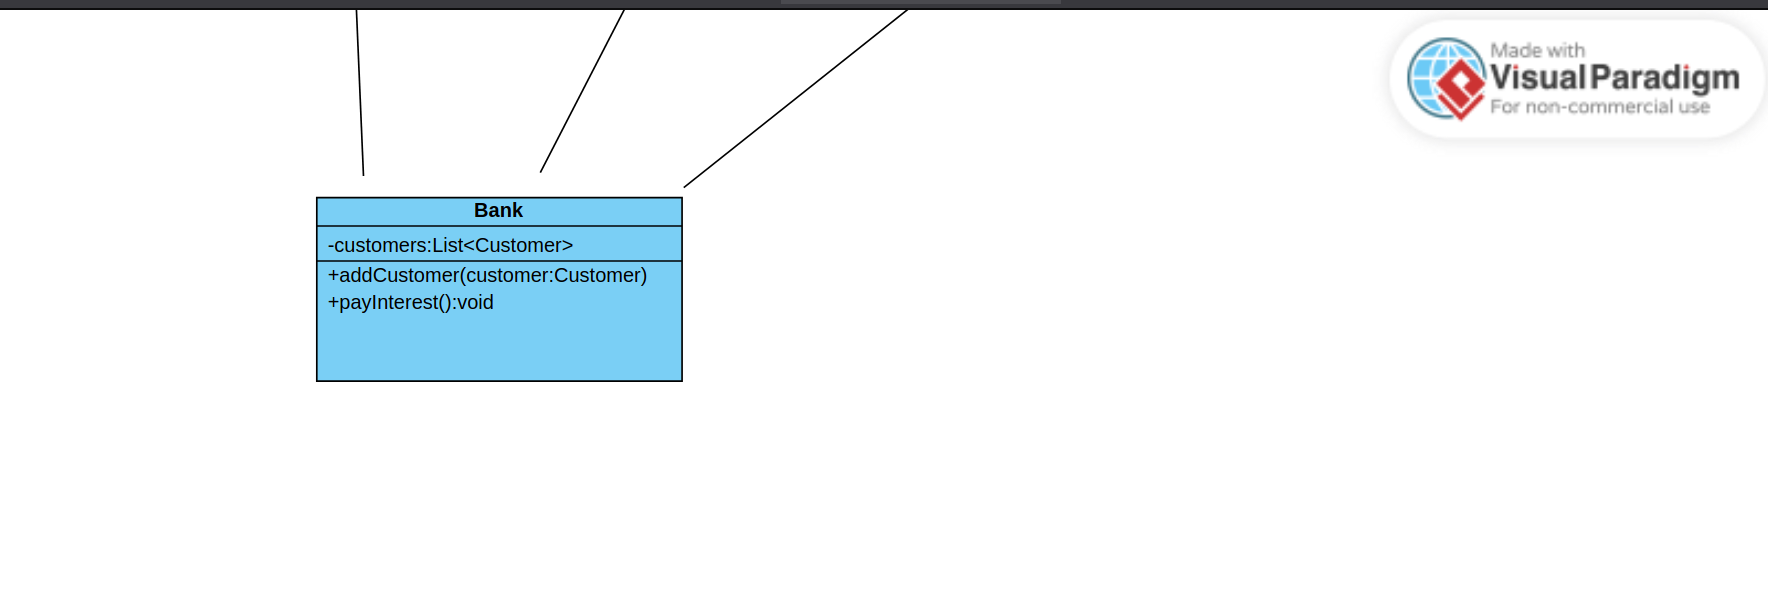 Made with
Visual Paradigm
For non-commercial use
Bank
-customers:List<Customer>
+addCustomer(customer:Customer)
+payInterest():void